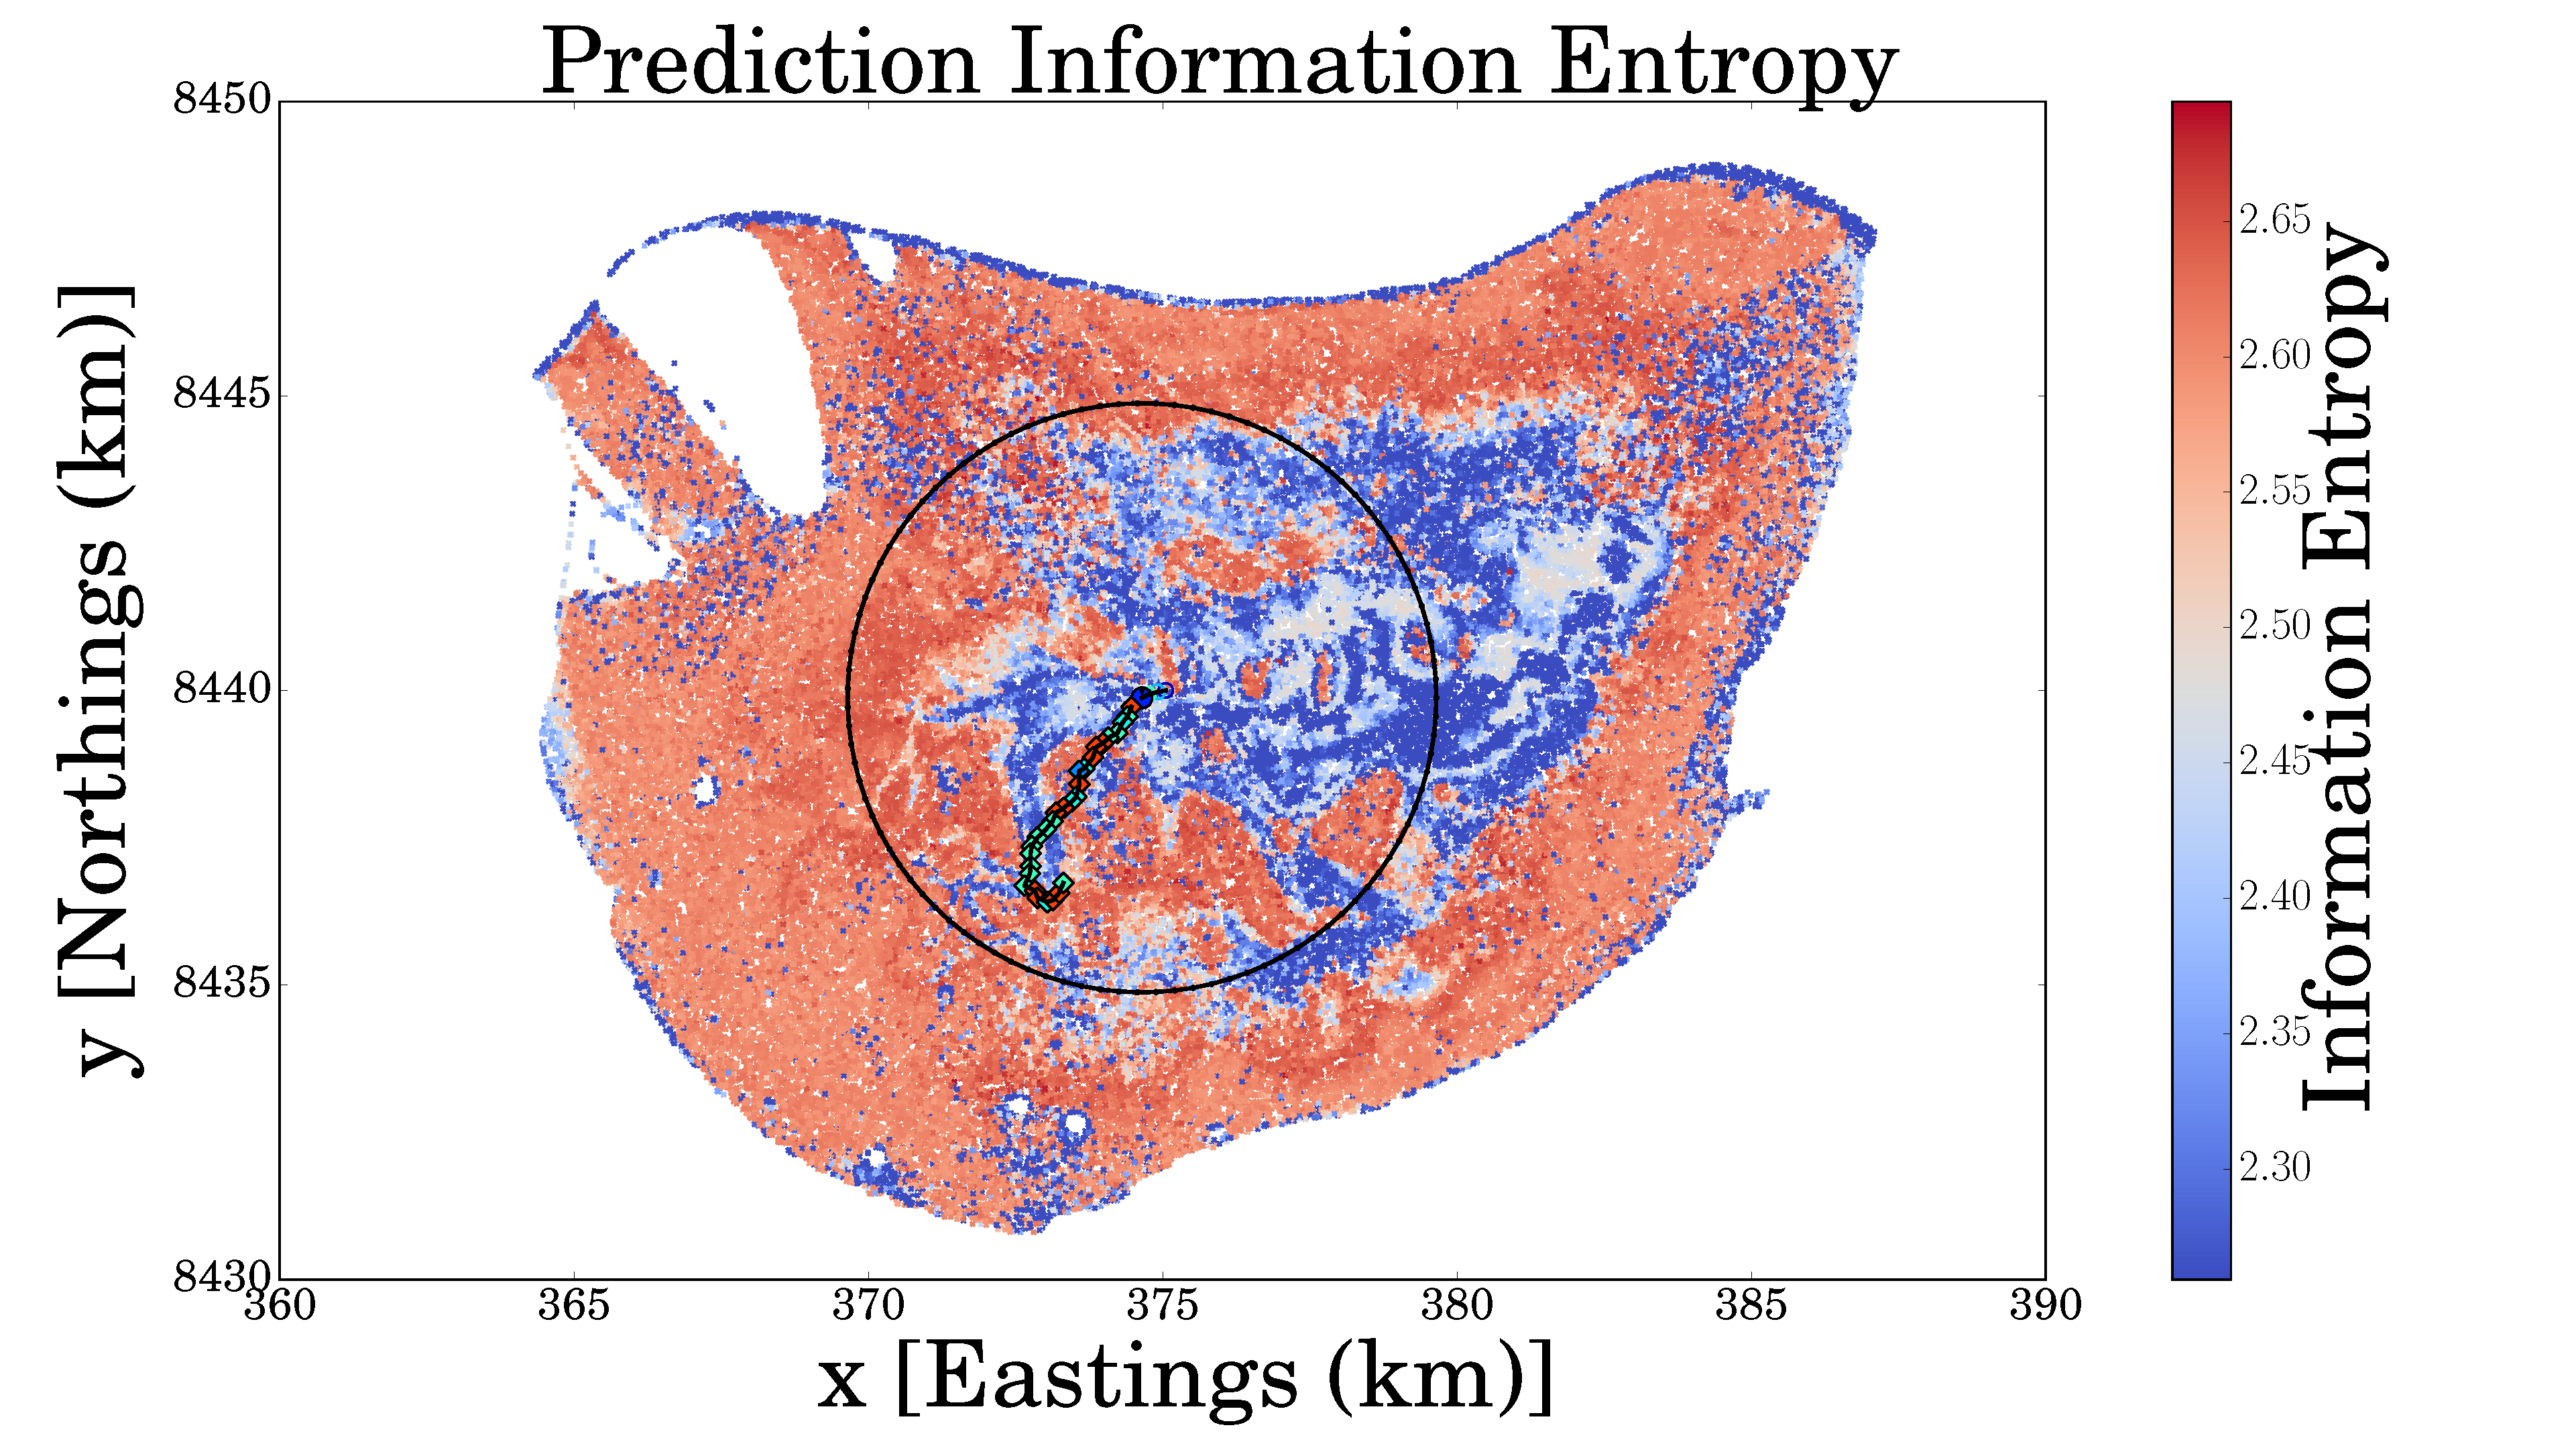 Prediction Information Entropy
8450
8445
8440
8435
8430
y [Northings (km)]
360 365 370 375 380 385 390
x [Eastings (km)]
2.65
2.60
2.55
2.50
2.45
2.40
2.35
2.30
Information Entropy